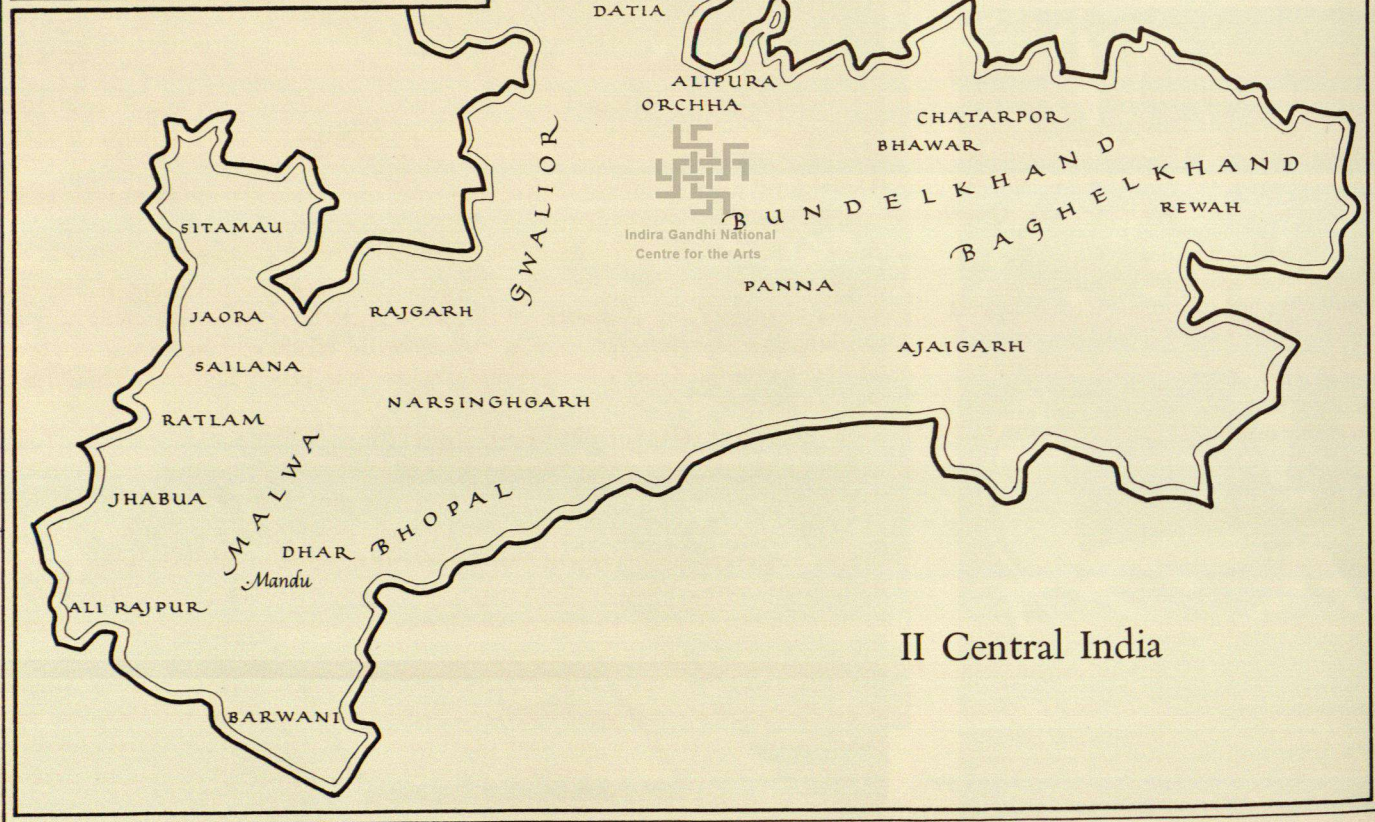 DATIA
ALIPURA
ORCHHA
CHATARPOR
BHAWAR
BUNDELKHAND
BAGHELKHAND
REWAH
GWALIOR
Indira Gandhi National
Centre for the Arts
SITAMAU
PANNA
JAORA
RAJGARH
AJAIGARH
SAILANA
NARSINGHGARH
RATLAM
MALWA
JHABUA
BHOPAL
DHAR
Mandu
ALI RAJPUR
II Central India
BARWANI